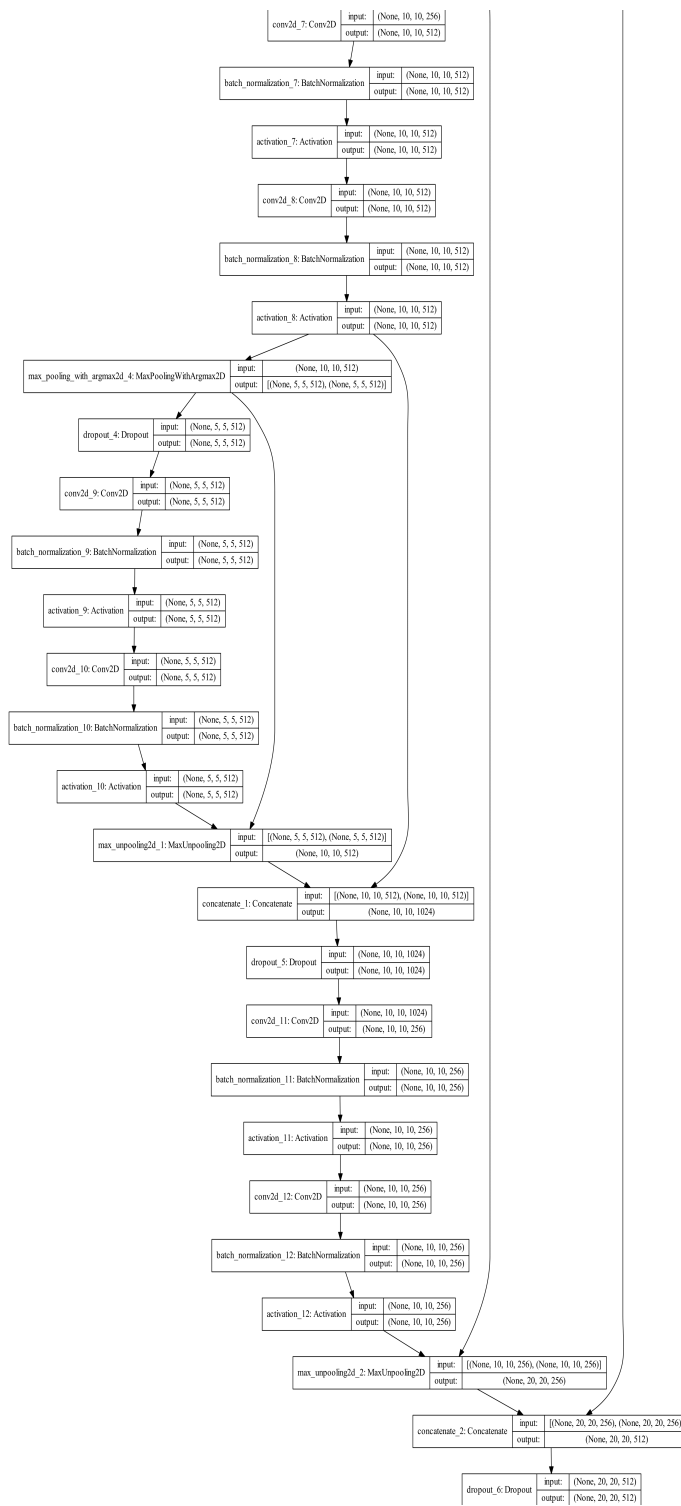 conv2d_7: Conv2D
input: (None, 10, 10, 256)
output: (None, 10, 10, 512)
batch_normalization_7: BatchNormalization
input: (None, 10, 10, 512)
output: (None, 10, 10, 512)
activation_7: Activation
input: (None, 10, 10, 512)
output: (None, 10, 10, 512)
conv2d_8: Conv2D
input: (None, 10, 10, 512)
output: (None, 10, 10, 512)
batch_normalization_8: BatchNormalization
input: (None, 10, 10, 512)
output: (None, 10, 10, 512)
activation_8: Activation
input: (None, 10, 10, 512)
output: (None, 10, 10, 512)
max_pooling_with_argmax2d_4: MaxPoolingWithArgmax2D
input: (None, 10, 10, 512)
output: [(None, 5, 5, 512), (None, 5, 5, 512)]
dropout_4: Dropout
input: (None, 5, 5, 512)
output: (None, 5, 5, 512)
conv2d_9: Conv2D
input: (None, 5, 5, 512)
output: (None, 5, 5, 512)
batch_normalization_9: BatchNormalization
input: (None, 5, 5, 512)
output: (None, 5, 5, 512)
activation_9: Activation
input: (None, 5, 5, 512)
output: (None, 5, 5, 512)
conv2d_10: Conv2D
input: (None, 5, 5, 512)
output: (None, 5, 5, 512)
batch_normalization_10: BatchNormalization
input: (None, 5, 5, 512)
output: (None, 5, 5, 512)
activation_10: Activation
input: (None, 5, 5, 512)
output: (None, 5, 5, 512)
max_unpooling2d_1: MaxUnpooling2D
input: [(None, 5, 5, 512), (None, 5, 5, 512)]
output: (None, 10, 10, 512)
concatenate_1: Concatenate
input: [(None, 10, 10, 512), (None, 10, 10, 512)]
output: (None, 10, 10, 1024)
dropout_5: Dropout
input: (None, 10, 10, 1024)
output: (None, 10, 10, 1024)
conv2d_11: Conv2D
input: (None, 10, 10, 1024)
output: (None, 10, 10, 256)
batch_normalization_11: BatchNormalization
input: (None, 10, 10, 256)
output: (None, 10, 10, 256)
activation_11: Activation
input: (None, 10, 10, 256)
output: (None, 10, 10, 256)
conv2d_12: Conv2D
input: (None, 10, 10, 256)
output: (None, 10, 10, 256)
batch_normalization_12: BatchNormalization
input: (None, 10, 10, 256)
output: (None, 10, 10, 256)
activation_12: Activation
input: (None, 10, 10, 256)
output: (None, 10, 10, 256)
max_unpooling2d_2: MaxUnpooling2D
input: [(None, 10, 10, 256), (None, 10, 10, 256)]
output: (None, 20, 20, 256)
concatenate_2: Concatenate
input: [(None, 20, 20, 256), (None, 20, 20, 256)
output: (None, 20, 20, 512)
dropout_6: Dropout
input: (None, 20, 20, 512)
output: (None, 20, 20, 512)